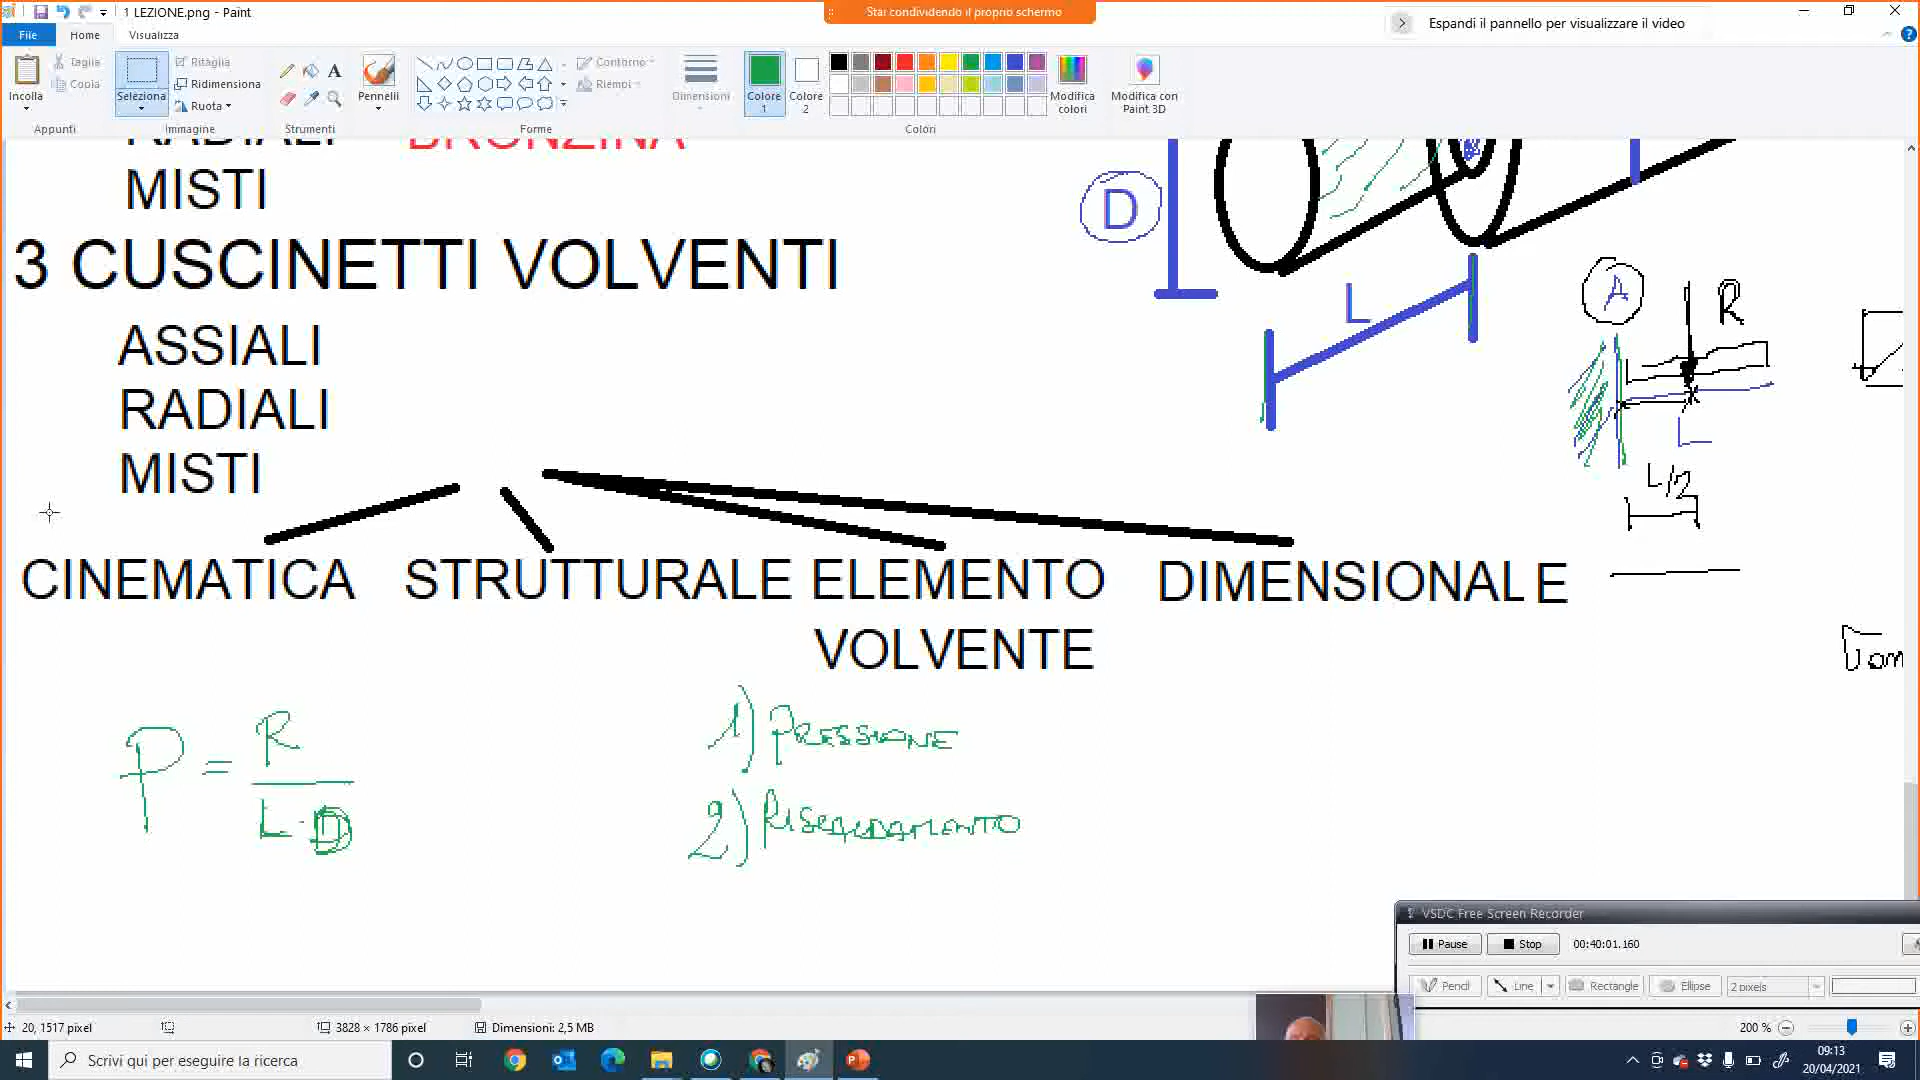 1 LEZIONE.png - Paint
Stai condividendo il proprio schermo
Espandi il pannello per visualizzare il video
File Home Visualizza
Incolla
Taglia
Copia
Appunti
Seleziona
Ritaglia
Ridimensiona
Ruota
Immagine
A
Strumenti
Pennelli
Contorno
Riempi
Forme
Dimensioni
Colore 1
Colore 2
Modifica colori
Modifica con Paint 3D
Colori
RADIALI BRONZINA
MISTI
D
3 CUSCINETTI VOLVENTI
L
A
R
ASSIALI
RADIALI
MISTI
L
L/2
CINEMATICA STRUTTURALE ELEMENTO DIMENSIONALE
VOLVENTE
P = R
L · D
1) PRESSIONE
VSDC Free Screen Recorder
Pause Stop 00:40:01.160
Pencil Line Rectangle Ellipse 2 pixels
20, 1517 pixel 3828 × 1786 pixel Dimensioni: 2,5 MB 200 %
Scrivi qui per eseguire la ricerca
09:13
20/04/2021